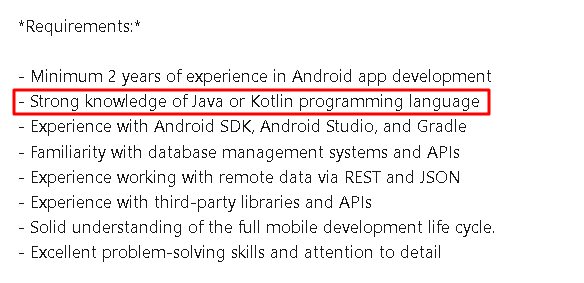 *Requirements:*
- Minimum 2 years of experience in Android app development
- Strong knowledge of Java or Kotlin programming language
- Experience with Android SDK, Android Studio, and Gradle
- Familiarity with database management systems and APIs
- Experience working with remote data via REST and JSON
- Experience with third-party libraries and APIs
- Solid understanding of the full mobile development life cycle.
- Excellent problem-solving skills and attention to detail